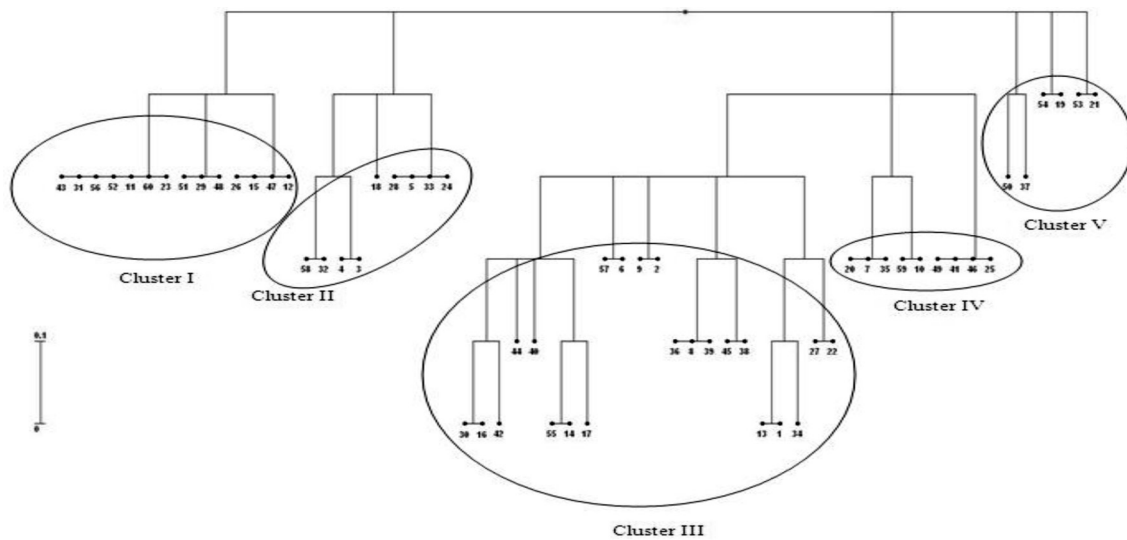 54 19 53 21
43 31 56 52 11 60 23 51 29 48 26 15 47 12 18 28 5 33 24 50 37
Cluster V
58 32 4 3 57 6 9 2 20 7 35 59 10 49 41 46 25
Cluster I
Cluster II
Cluster IV
0.1
44 40 36 8 39 45 38 27 22
0
30 16 42 55 14 17 13 1 34
Cluster III